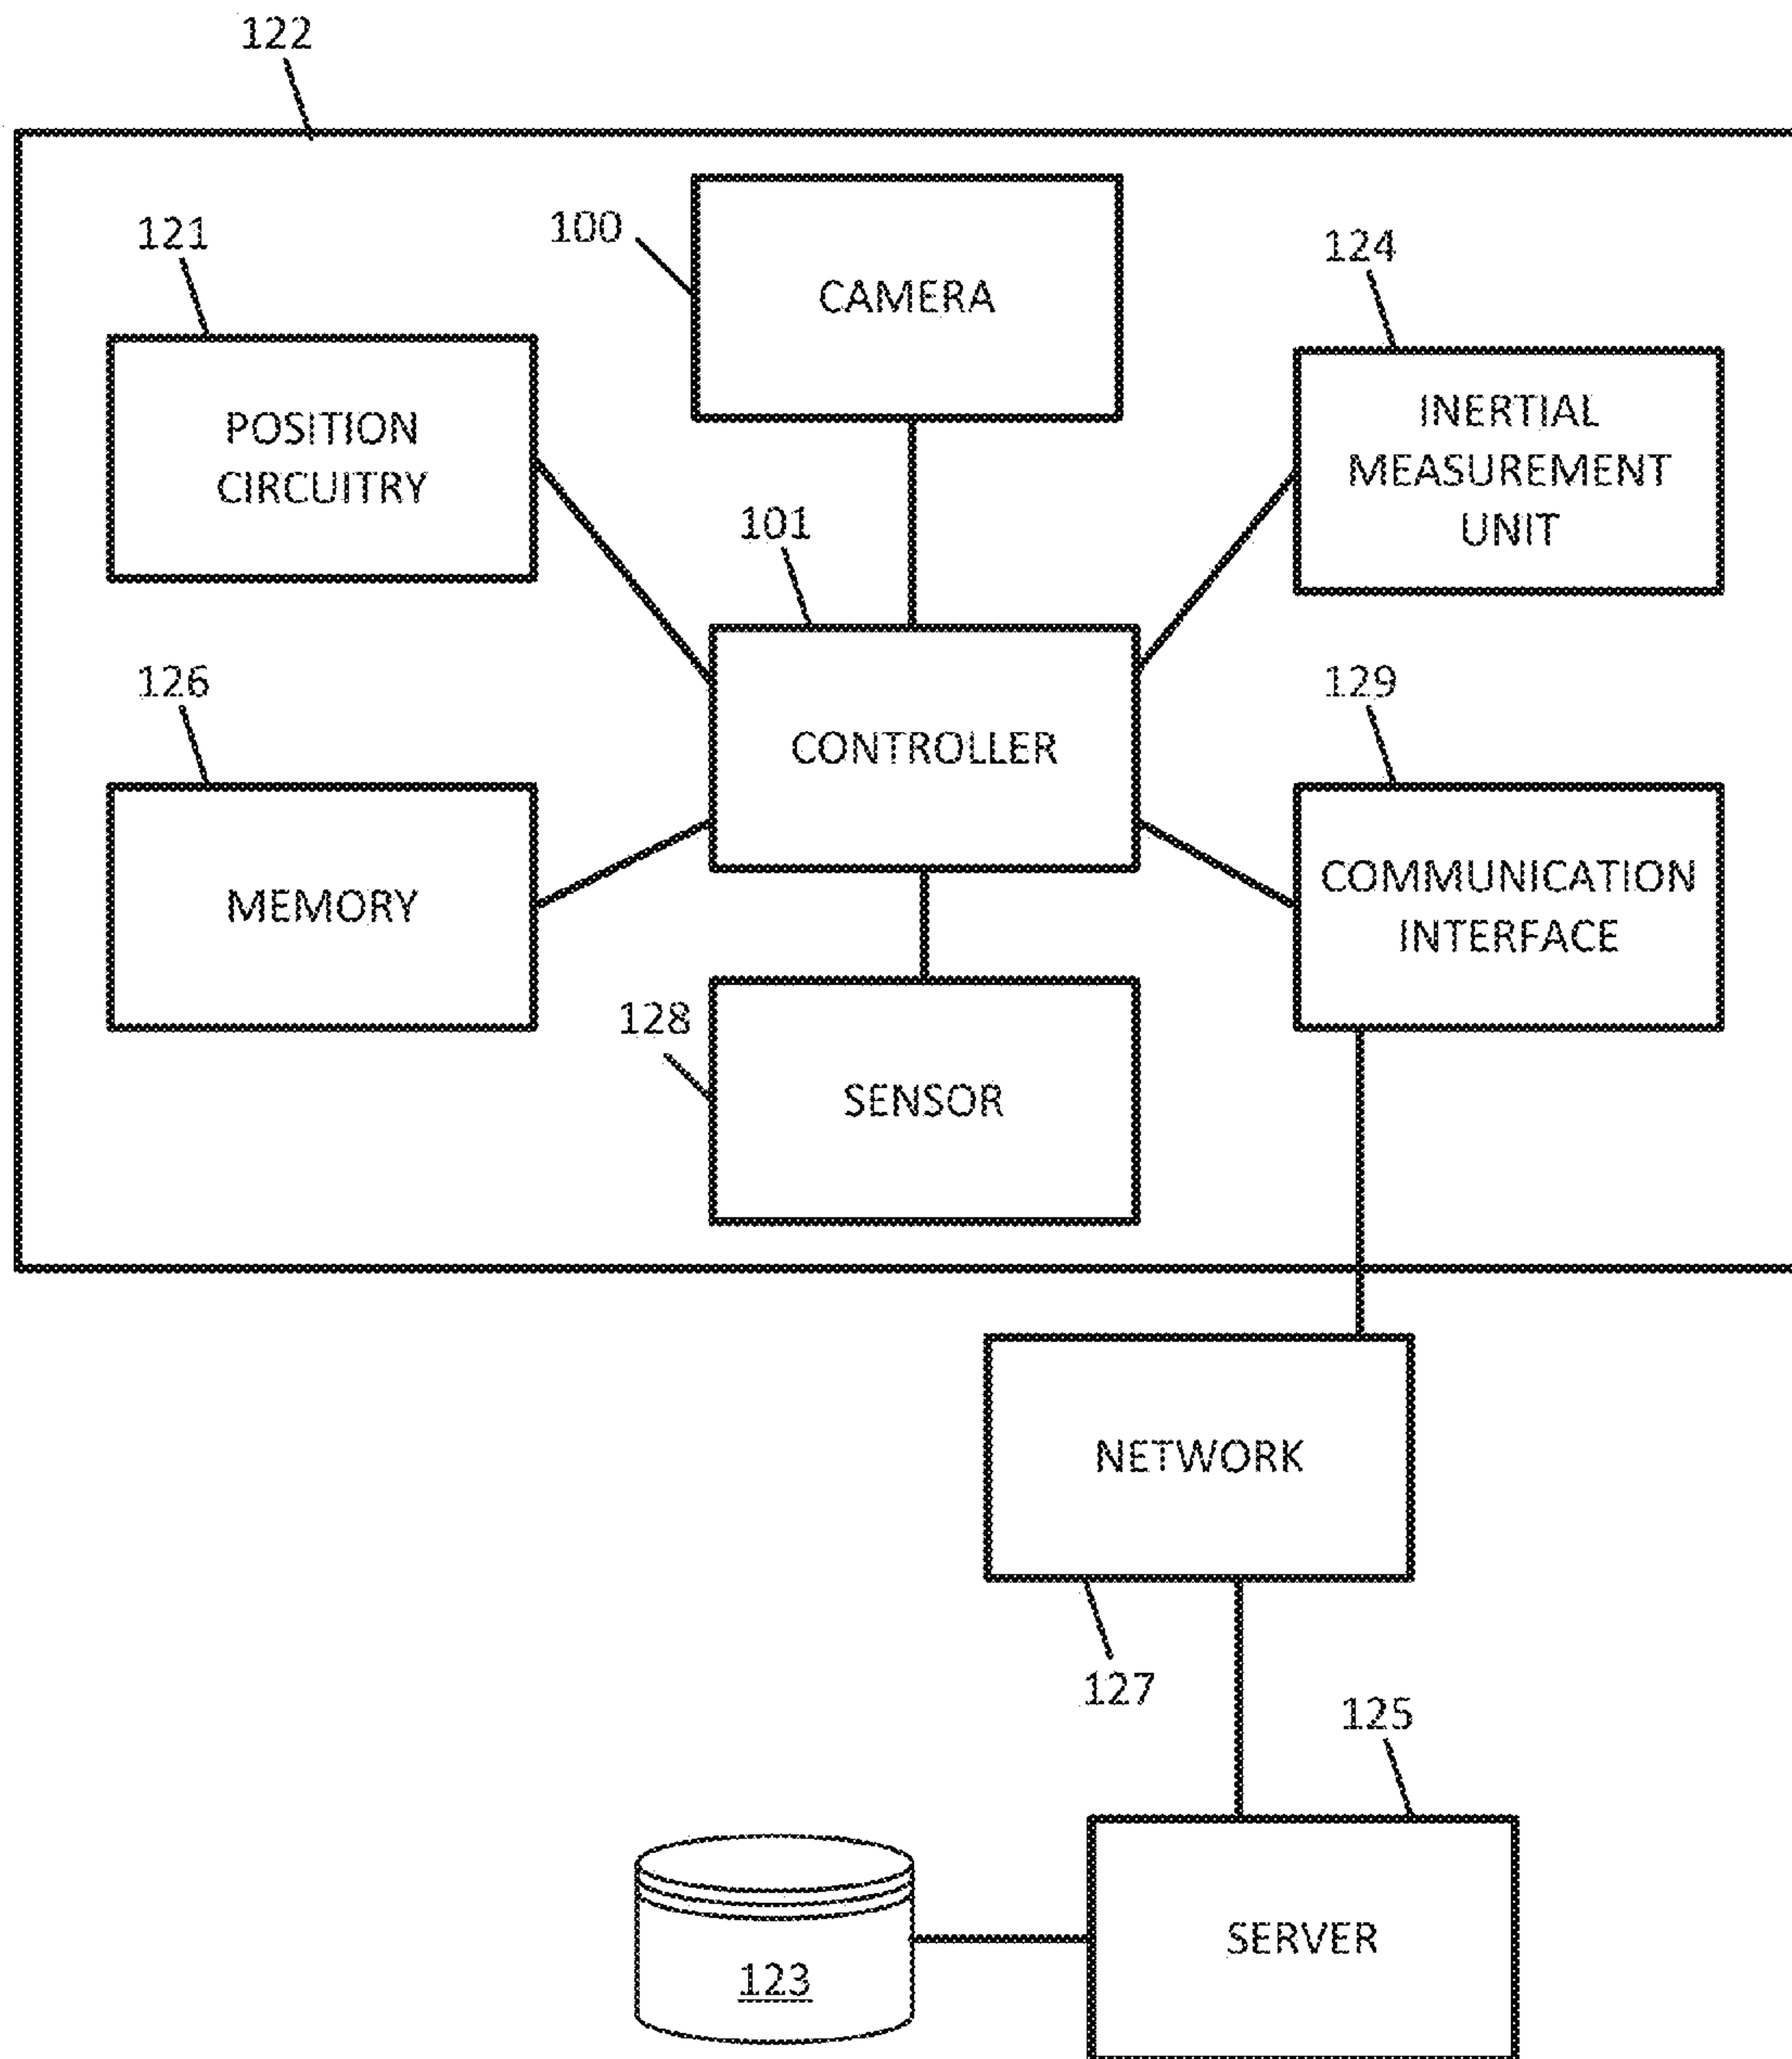 122
121
100
124
CAMERA
POSITION
CIRCUITRY
INERTIAL
MEASUREMENT
UNIT
101
126
129
CONTROLLER
MEMORY
COMMUNICATION
INTERFACE
128
SENSOR
NETWORK
127
125
SERVER
123